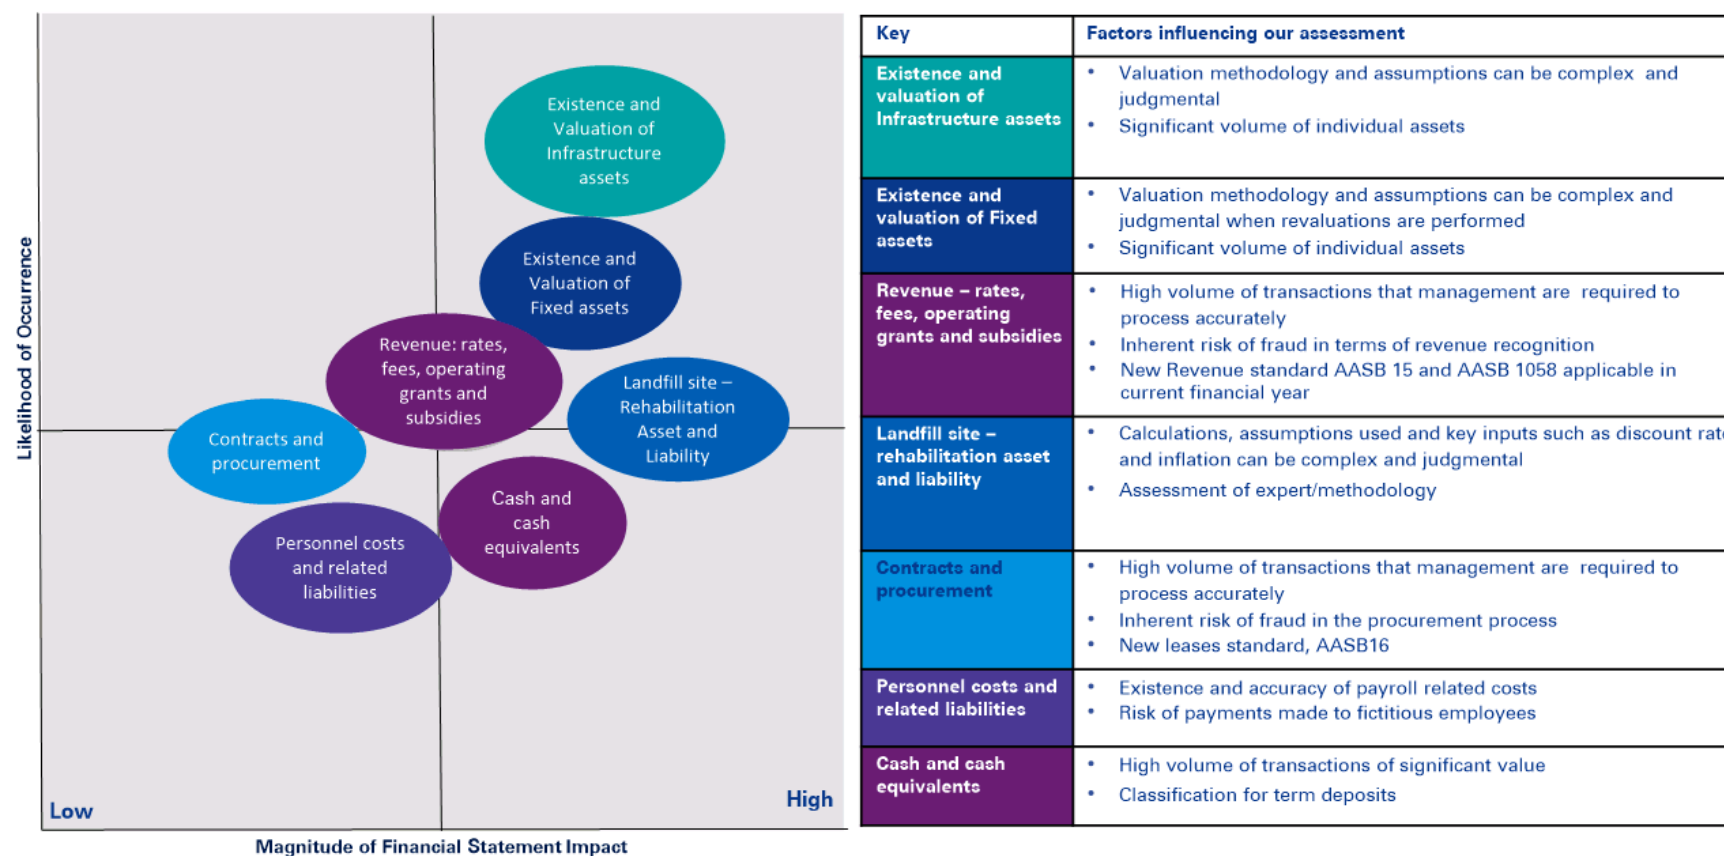 Likelihood of Occurrence
Existence and
Valuation of
Infrastructure
assets
Existence and
Valuation of
Fixed assets
Revenue: rates,
fees, operating
grants and
subsidies
Landfill site –
Rehabilitation
Asset and
Liability
Contracts and
procurement
Cash and
cash
equivalents
Personnel costs
and related
liabilities
Low
High
Magnitude of Financial Statement Impact
Key
Factors influencing our assessment
Existence and
valuation of
Infrastructure assets
• Valuation methodology and assumptions can be complex and
judgmental
• Significant volume of individual assets
Existence and
valuation of Fixed
assets
• Valuation methodology and assumptions can be complex and
judgmental when revaluations are performed
• Significant volume of individual assets
Revenue – rates,
fees, operating
grants and subsidies
• High volume of transactions that management are required to
process accurately
• Inherent risk of fraud in terms of revenue recognition
• New Revenue standard AASB 15 and AASB 1058 applicable in
current financial year
Landfill site –
rehabilitation asset
and liability
• Calculations, assumptions used and key inputs such as discount rate
and inflation can be complex and judgmental
• Assessment of expert/methodology
Contracts and
procurement
• High volume of transactions that management are required to
process accurately
• Inherent risk of fraud in the procurement process
• New leases standard, AASB16
Personnel costs and
related liabilities
• Existence and accuracy of payroll related costs
• Risk of payments made to fictitious employees
Cash and cash
equivalents
• High volume of transactions of significant value
• Classification for term deposits